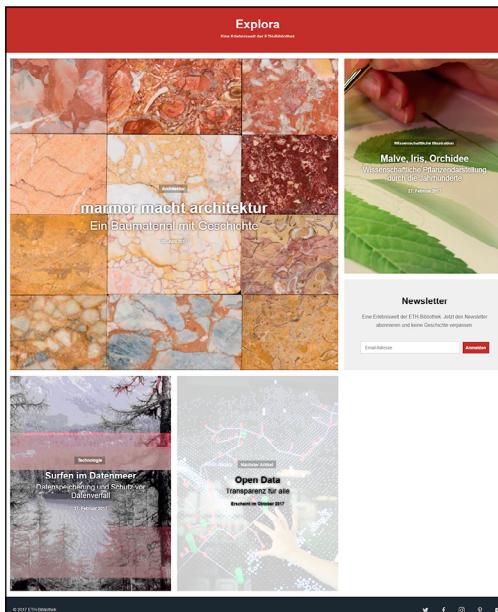 Explora
Eine Erlebniswelt der ETH-Bibliothek
Architektur
marmor macht architektur
Ein Baumaterial mit Geschichte
2017
Wissenschaftliche Illustration
Malve, Iris, Orchidee
Wissenschaftliche Pflanzendarstellung
durch die Jahrhunderte
27. Februar 2017
Newsletter
Eine Erlebniswelt der ETH-Bibliothek. Jetzt den Newsletter
abonnieren und keine Geschichte verpassen
Email-Adresse
Anmelden
Technologie
Surfen im Datenmeer
Datenspeicherung und Schutz vor
Datenverfall
27. Februar 2017
Nächster Artikel
Open Data
Transparenz für alle
Erscheint im Oktober 2017
© 2017 ETH-Bibliothek